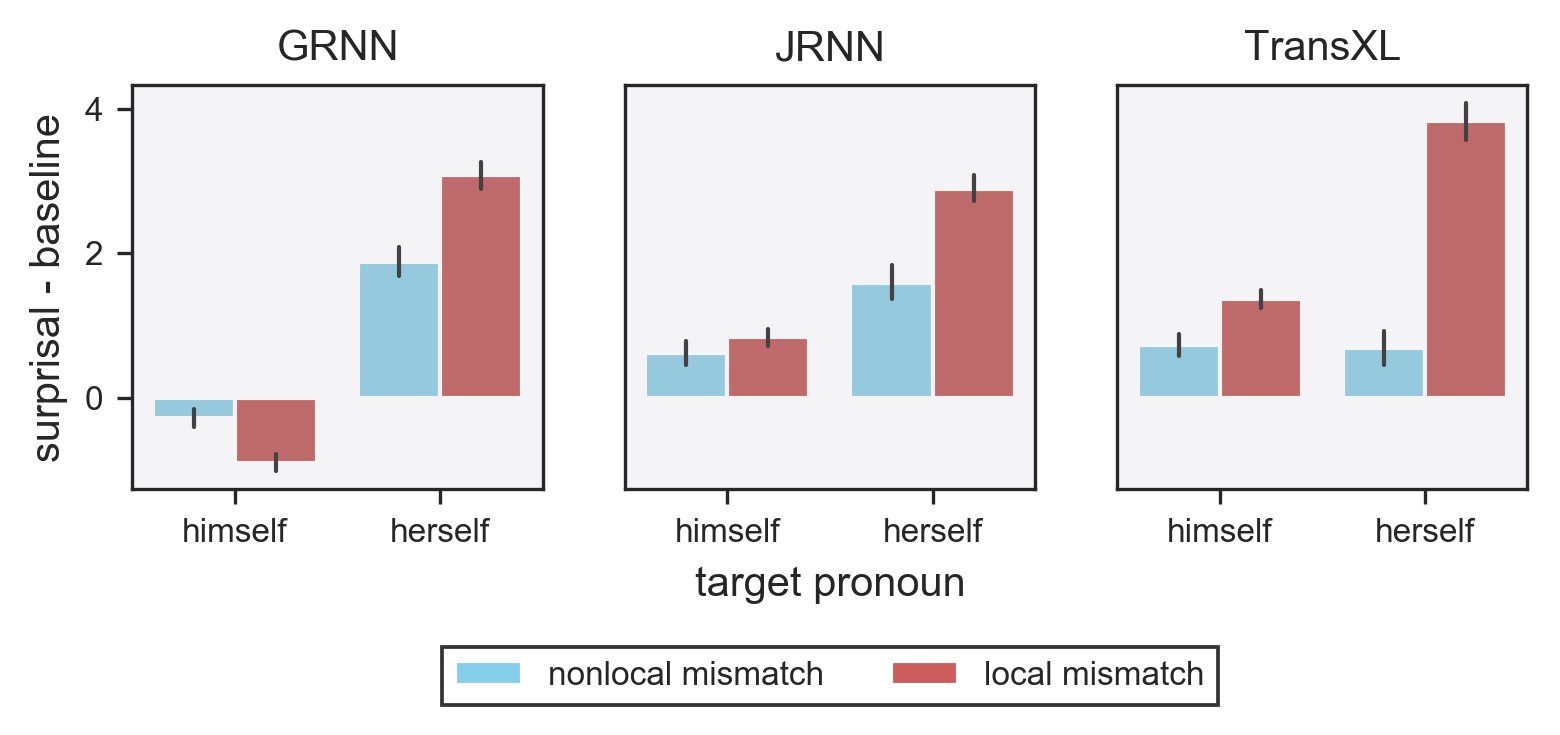 GRNN
JRNN
TransXL
surprisal - baseline
4
2
0
himself herself
himself herself
himself herself
target pronoun
nonlocal mismatch
local mismatch